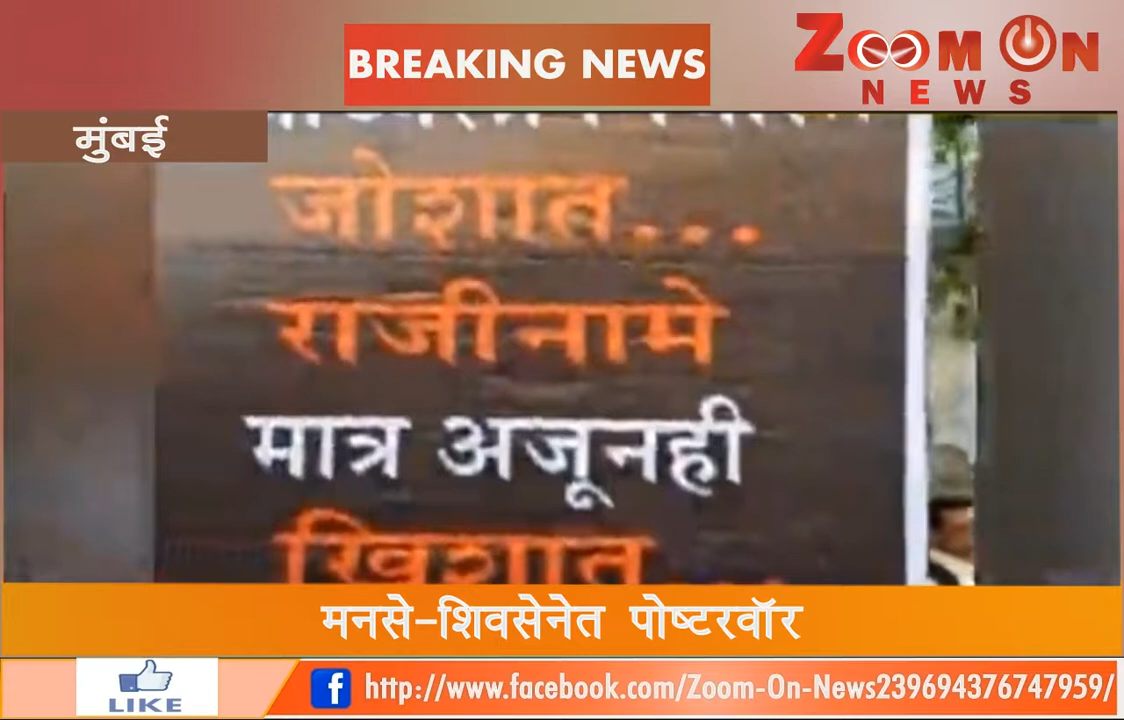 BREAKING NEWS
ZOOM ON
NEWS
मुंबई
जोशात...
राजीनामे
मात्र अजूनही
खिशात...
मनसे-शिवसेनेत पोष्टरवॉर
LIKE
http://www.facebook.com/Zoom-On-News239694376747959/